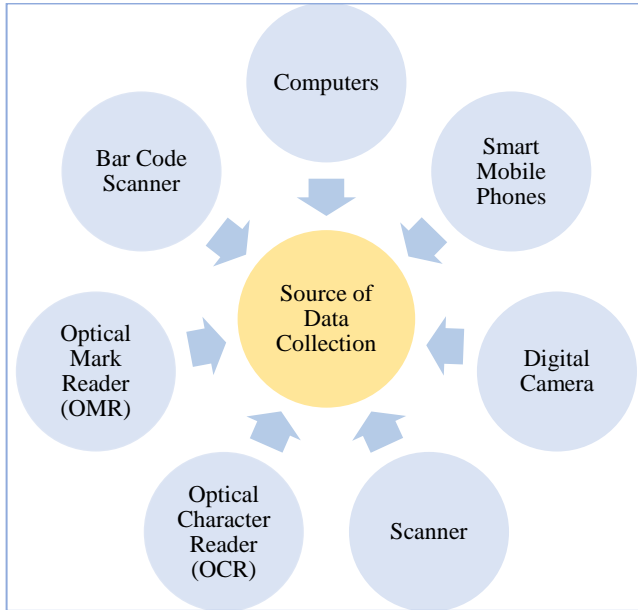 Computers
Smart
Mobile
Phones
Digital
Camera
Scanner
Optical
Character
Reader
(OCR)
Optical
Mark
Reader
(OMR)
Bar Code
Scanner
Source of
Data
Collection